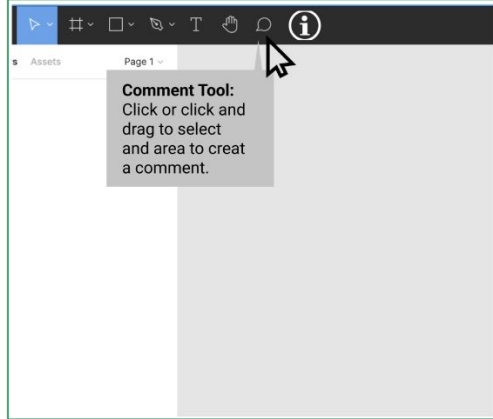 T
s Assets Page 1
Comment Tool:
Click or click and
drag to select
and area to creat
a comment.